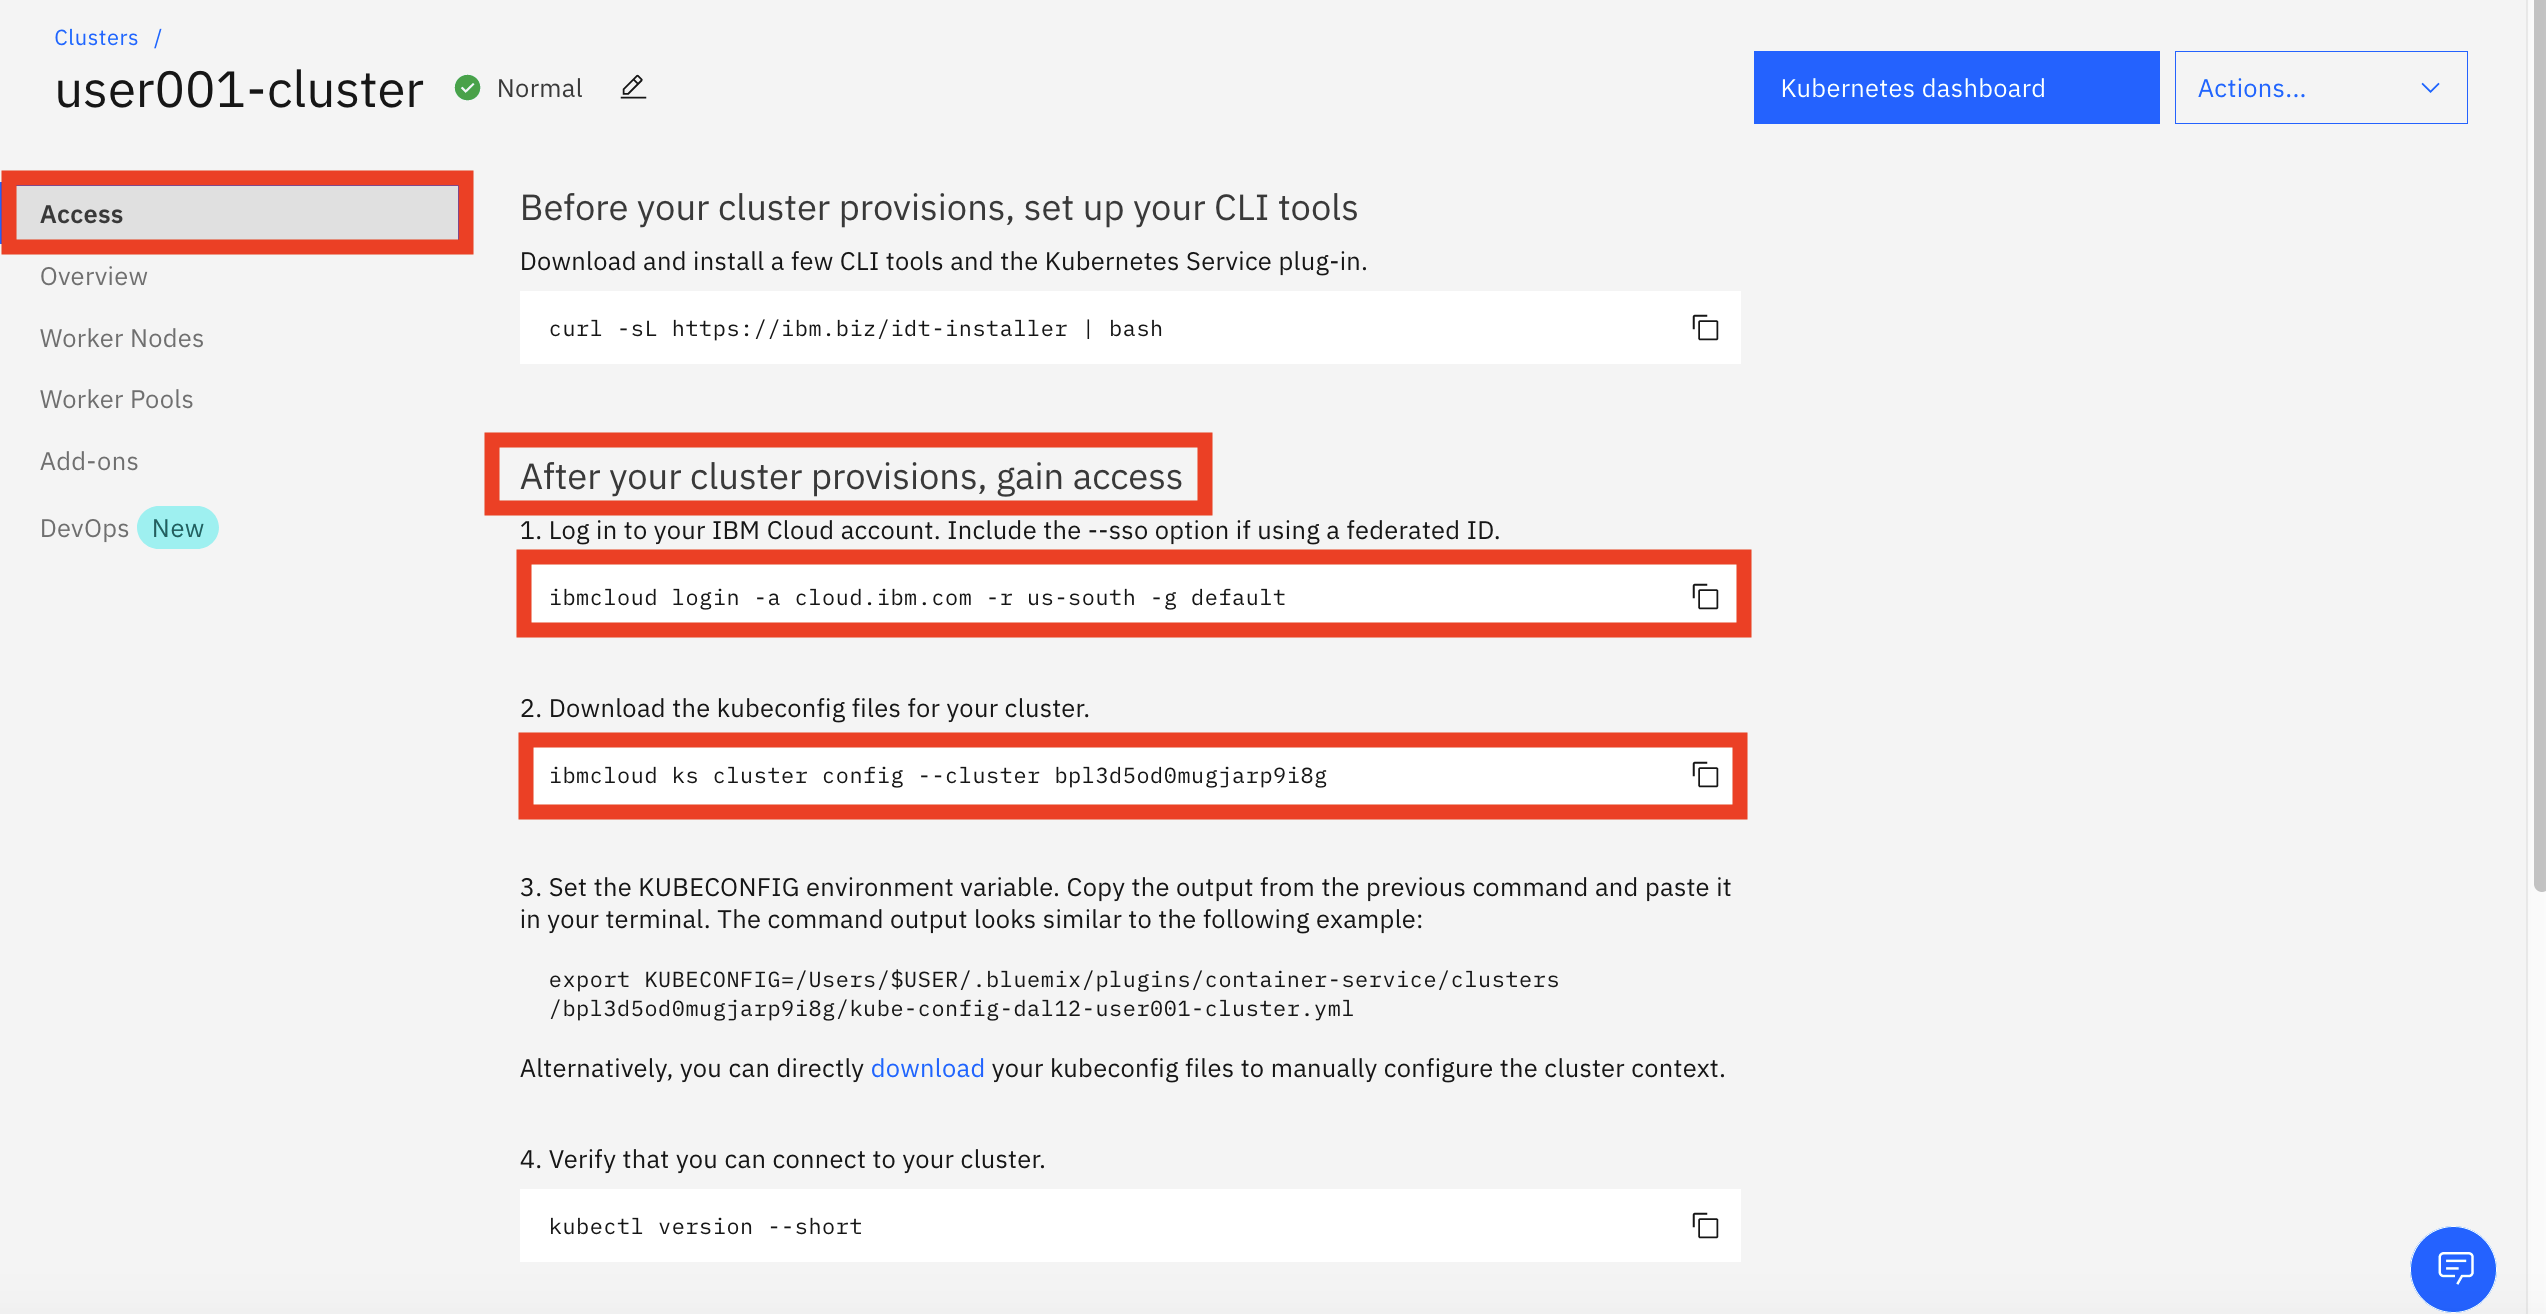 Clusters /
user001-cluster Normal
Kubernetes dashboard
Actions...
Access
Overview
Worker Nodes
Worker Pools
Add-ons
DevOps New
Before your cluster provisions, set up your CLI tools
Download and install a few CLI tools and the Kubernetes Service plug-in.
curl -sL https://ibm.biz/idt-installer | bash
After your cluster provisions, gain access
1. Log in to your IBM Cloud account. Include the --sso option if using a federated ID.
ibmcloud login -a cloud.ibm.com -r us-south -g default
2. Download the kubeconfig files for your cluster.
ibmcloud ks cluster config --cluster bpl3d5od0mugjarp9i8g
3. Set the KUBECONFIG environment variable. Copy the output from the previous command and paste it
in your terminal. The command output looks similar to the following example:
export KUBECONFIG=/Users/$USER/.bluemix/plugins/container-service/clusters
/bpl3d5od0mugjarp9i8g/kube-config-dal12-user001-cluster.yml
Alternatively, you can directly download your kubeconfig files to manually configure the cluster context.
4. Verify that you can connect to your cluster.
kubectl version --short